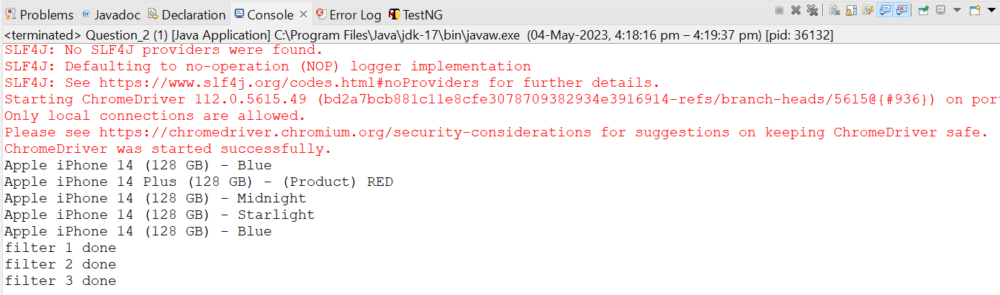 Problems @ Javadoc Declaration Console × Error Log TestNG
<terminated> Question_2 (1) [Java Application] C:\Program Files\Java\jdk-17\bin\javaw.exe (04-May-2023, 4:18:16 pm – 4:19:37 pm) [pid: 36132]
SLF4J: No SLF4J providers were found.
SLF4J: Defaulting to no-operation (NOP) logger implementation
SLF4J: See https://www.slf4j.org/codes.html#noProviders for further details.
Starting ChromeDriver 112.0.5615.49 (bd2a7bcb881c11e8cfe3078709382934e3916914-refs/branch-heads/5615@{#936}) on por
Only local connections are allowed.
Please see https://chromedriver.chromium.org/security-considerations for suggestions on keeping ChromeDriver safe.
ChromeDriver was started successfully.
Apple iPhone 14 (128 GB) - Blue
Apple iPhone 14 Plus (128 GB) - (Product) RED
Apple iPhone 14 (128 GB) - Midnight
Apple iPhone 14 (128 GB) - Starlight
Apple iPhone 14 (128 GB) - Blue
filter 1 done
filter 2 done
filter 3 done